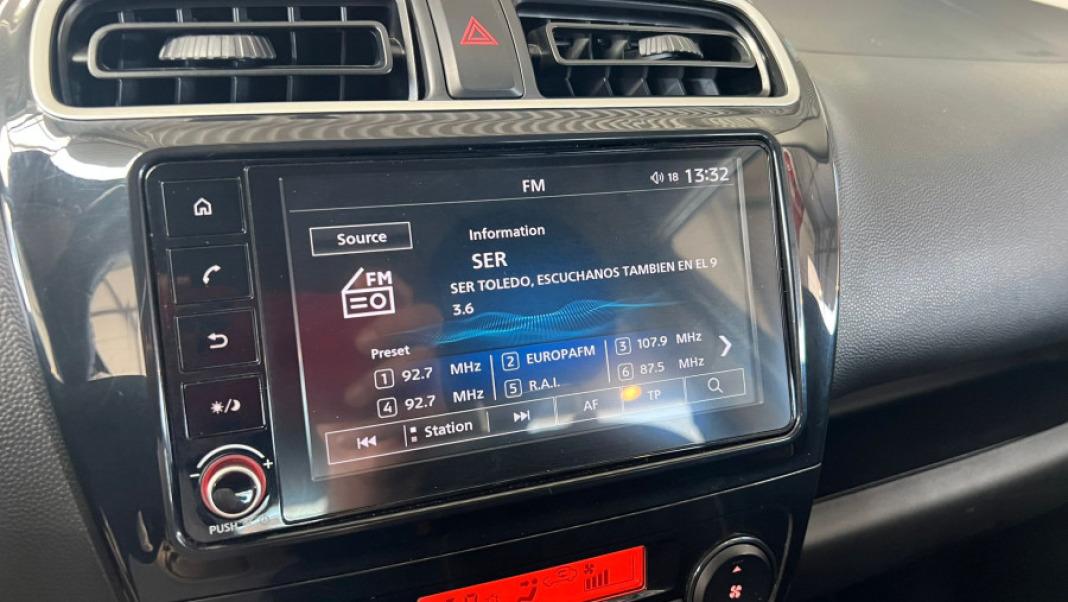 FM
18 13:32
Source
Information
SER
FM
SER TOLEDO, ESCUCHANOS TAMBIEN EN EL 9
3.6
Preset
1 92.7 MHz
2 EUROPAFM
3 107.9 MHz
4 92.7 MHz
5 R.A.I.
6 87.5 MHz
Station
AF
TP
- +
PUSH